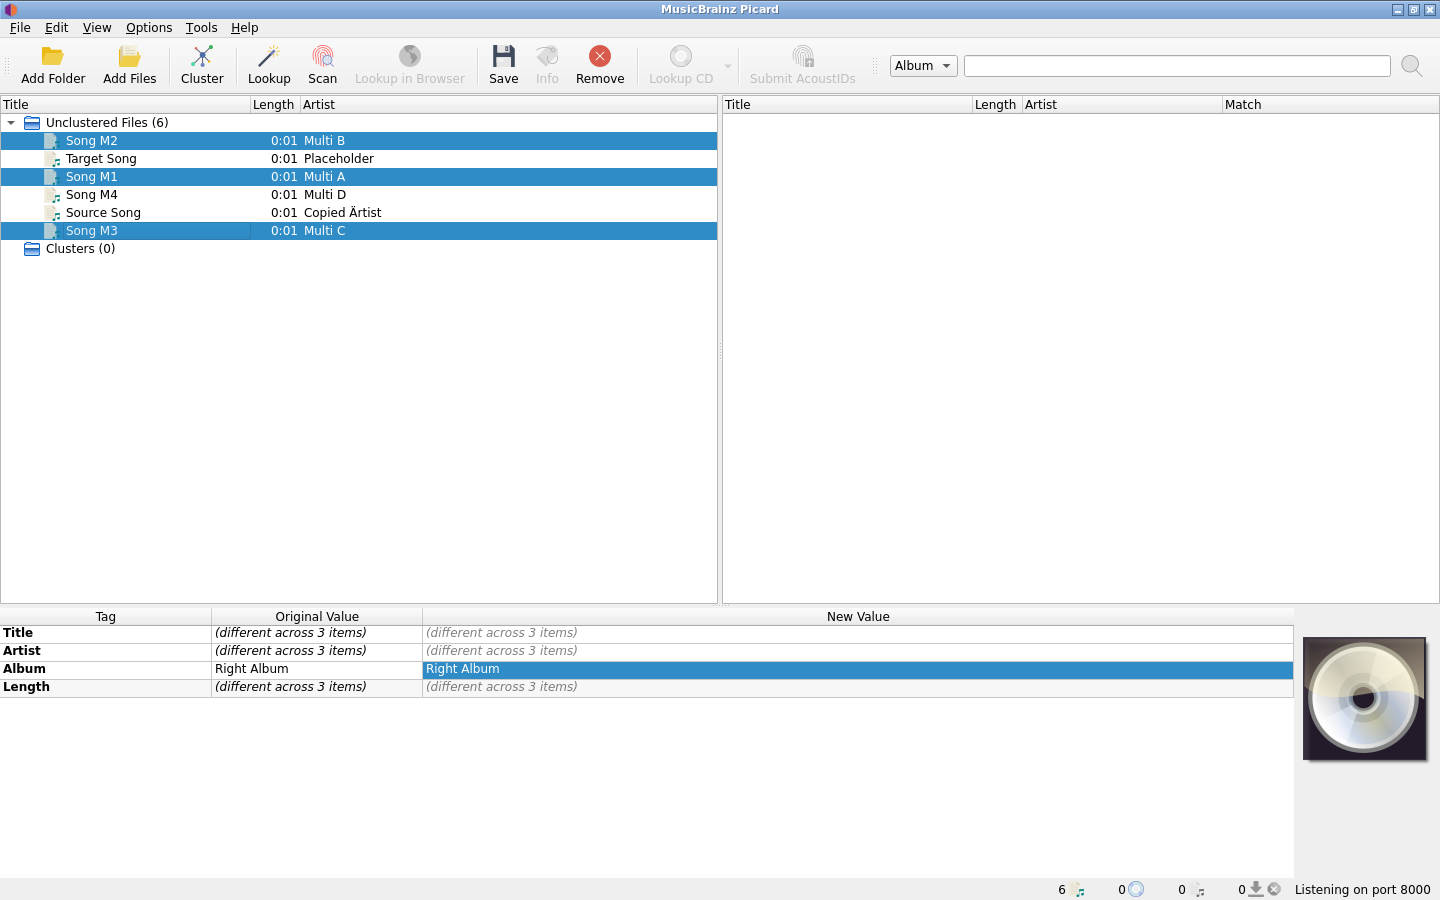 MusicBrainz Picard
File Edit View Options Tools Help
Add Folder Add Files Cluster Lookup Scan Lookup in Browser Save Info Remove Lookup CD Submit AcoustIDs Album
Title Length Artist Title Length Artist Match
Unclustered Files (6)
Song M2 0:01 Multi B
Target Song 0:01 Placeholder
Song M1 0:01 Multi A
Song M4 0:01 Multi D
Source Song 0:01 Copied Ärtist
Song M3 0:01 Multi C
Clusters (0)
Tag Original Value New Value
Title (different across 3 items) (different across 3 items)
Artist (different across 3 items) (different across 3 items)
Album Right Album Right Album
Length (different across 3 items) (different across 3 items)
6 0 0 0 Listening on port 8000